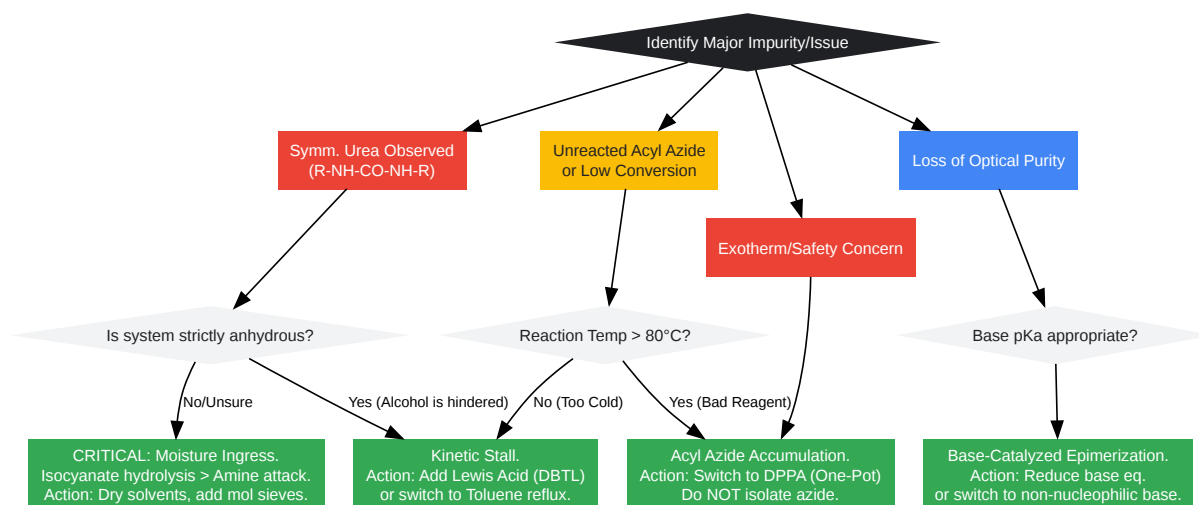 Identify Major Impurity/Issue
Symm. Urea Observed
(R-NH-CO-NH-R)
Unreacted Acyl Azide
or Low Conversion
Loss of Optical Purity
Exotherm/Safety Concern
Is system strictly anhydrous?
Reaction Temp > 80°C?
Base pKa appropriate?
No/Unsure
Yes (Alcohol is hindered)
No (Too Cold)
Yes (Bad Reagent)
CRITICAL: Moisture Ingress.
Isocyanate hydrolysis > Amine attack.
Action: Dry solvents, add mol sieves.
Kinetic Stall.
Action: Add Lewis Acid (DBTL)
or switch to Toluene reflux.
Acyl Azide Accumulation.
Action: Switch to DPPA (One-Pot)
Do NOT isolate azide.
Base-Catalyzed Epimerization.
Action: Reduce base eq.
or switch to non-nucleophilic base.